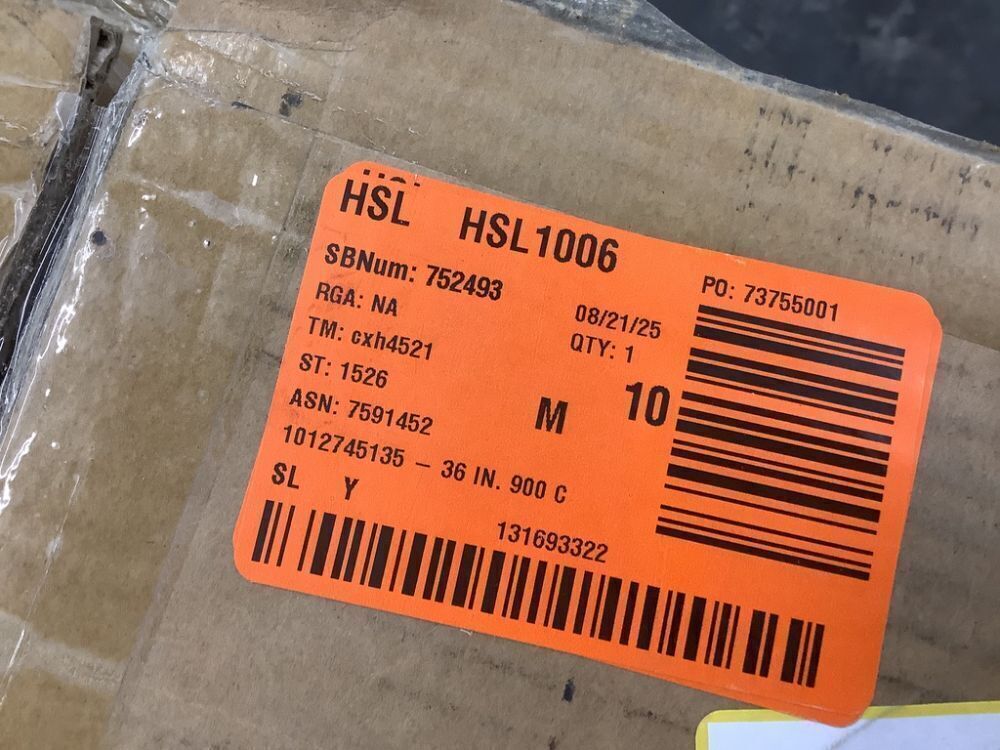 HSL HSL1006
SBNum: 752493
PO: 73755001
RGA: NA
08/21/25
TM: cxh4521
QTY: 1
ST: 1526
M 10
ASN: 7591452
1012745135 – 36 IN. 900 C
SL Y
131693322